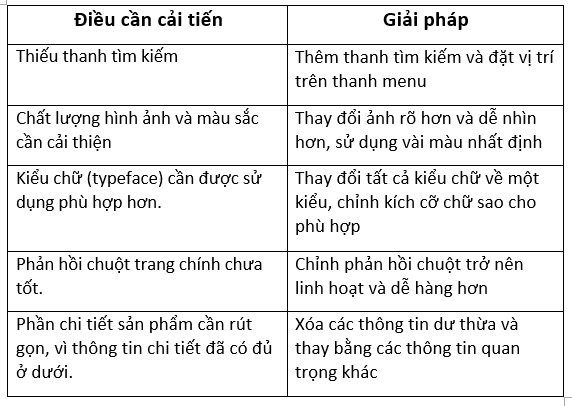 Điều cần cải tiến
Giải pháp
Thiếu thanh tìm kiếm
Thêm thanh tìm kiếm và đặt vị trí
trên thanh menu
Chất lượng hình ảnh và màu sắc
cần cải thiện
Thay đổi ảnh rõ hơn và dễ nhìn
hơn, sử dụng vài màu nhất định
Kiểu chữ (typeface) cần được sử
dụng phù hợp hơn.
Thay đổi tất cả kiểu chữ về một
kiểu, chỉnh kích cỡ chữ sao cho
phù hợp
Phản hồi chuột trang chính chưa
tốt.
Chỉnh phản hồi chuột trở nên
linh hoạt và dễ hàng hơn
Phần chi tiết sản phẩm cần rút
gọn, vì thông tin chi tiết đã có đủ
ở dưới.
Xóa các thông tin dư thừa và
thay bằng các thông tin quan
trọng khác